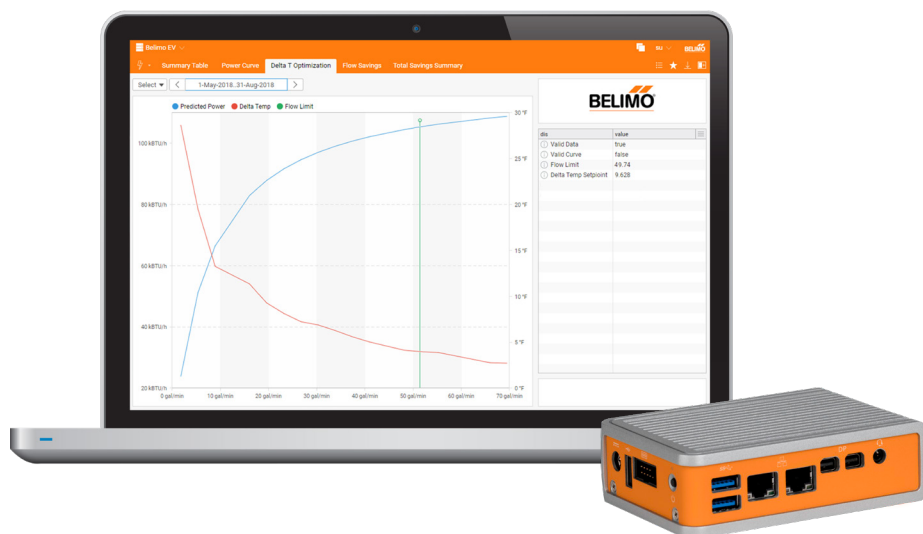 Belimo EV
su
BELIMO
Summary Table
Power Curve
Delta T Optimization
Flow Savings
Total Savings Summary
Select
1-May-2018..31-Aug-2018
Predicted Power
Delta Temp
Flow Limit
30 °F
100 kBTU/h
25 °F
80 kBTU/h
20 °F
15 °F
60 kBTU/h
10 °F
40 kBTU/h
5 °F
20 kBTU/h
0 °F
0 gal/min
10 gal/min
20 gal/min
30 gal/min
40 gal/min
50 gal/min
60 gal/min
70 gal/min
BELIMO
dis value
Valid Data true
Valid Curve false
Flow Limit 49.74
Delta Temp Setpioint 9.628